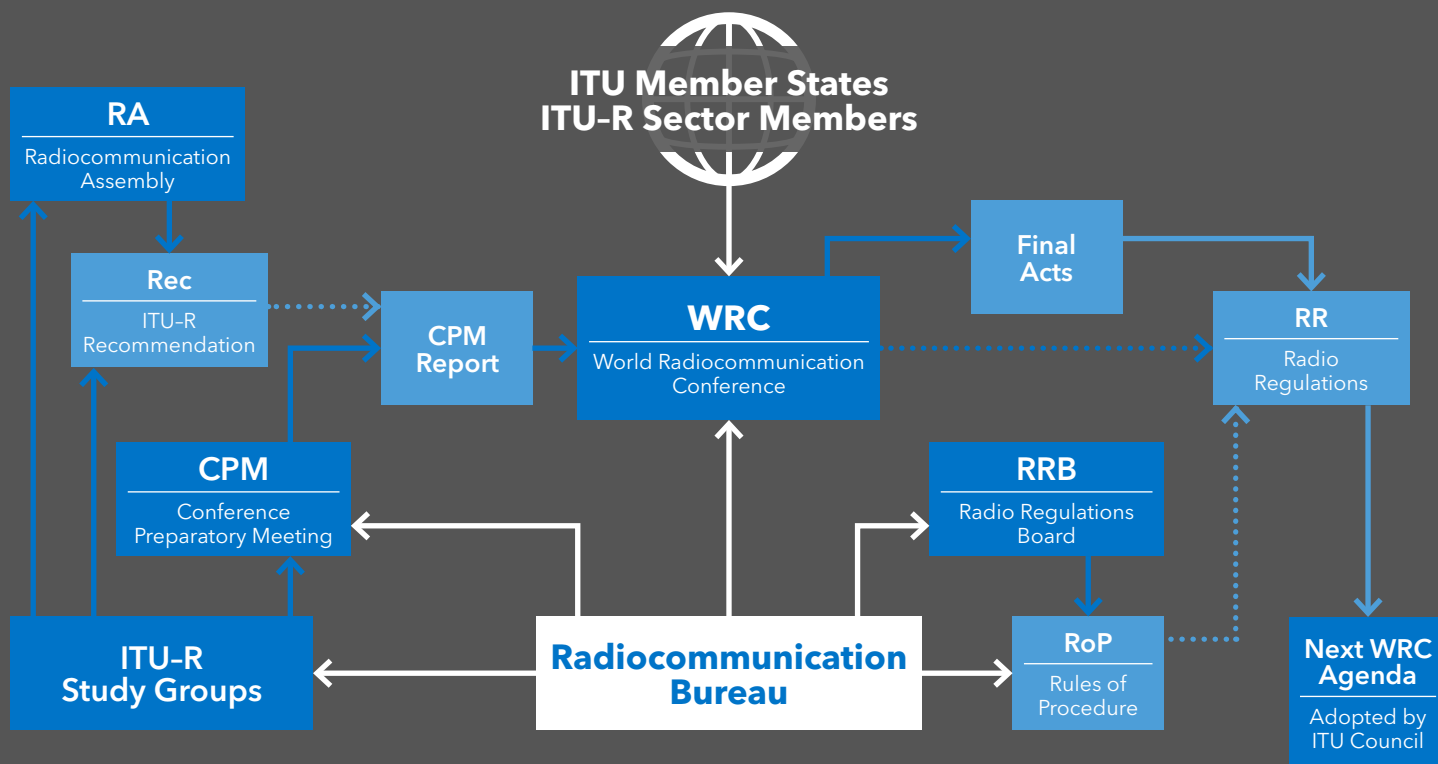 ITU Member States
ITU–R Sector Members
RA
Radiocommunication
Assembly
Rec
ITU–R
Recommendation
CPM
Report
WRC
World Radiocommunication
Conference
Final
Acts
RR
Radio
Regulations
CPM
Conference
Preparatory Meeting
RRB
Radio Regulations
Board
ITU–R
Study Groups
Radiocommunication
Bureau
RoP
Rules of
Procedure
Next WRC
Agenda
Adopted by
ITU Council